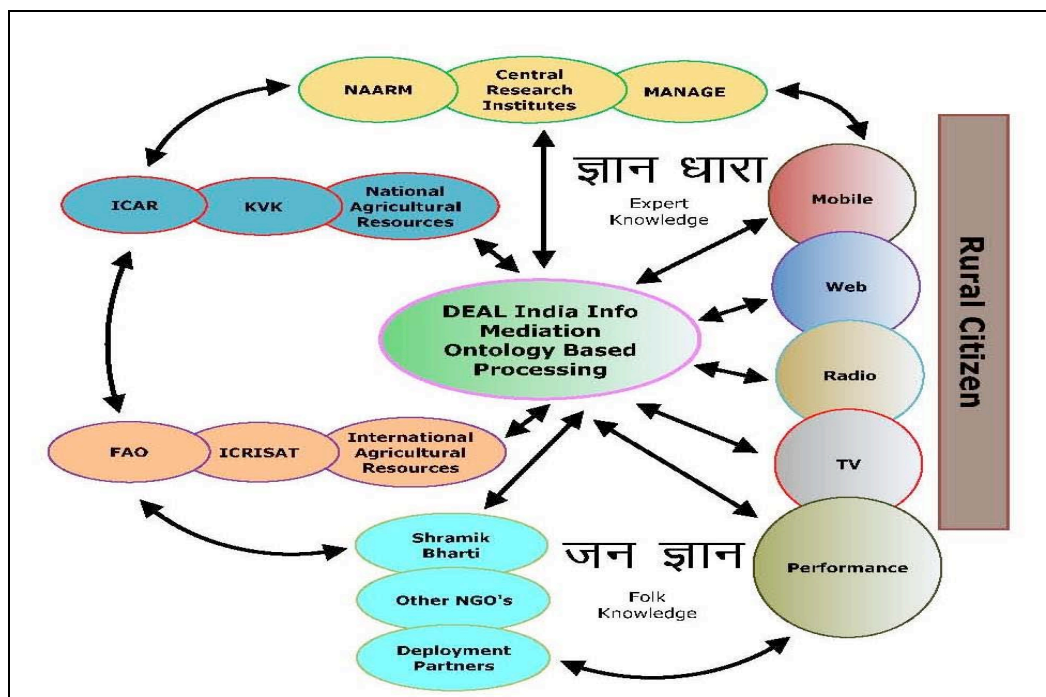 NAARM
Central
Research
Institutes
MANAGE
ज्ञान धारा
Expert
Knowledge
Mobile
ICAR
KVK
National
Agricultural
Resources
Web
DEAL India Info
Mediation
Ontology Based
Processing
Radio
Rural Citizen
FAO
ICRISAT
International
Agricultural
Resources
TV
Shramik
Bharti
जन ज्ञान
Performance
Other NGO's
Folk
Knowledge
Deployment
Partners